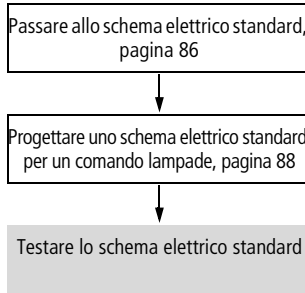 Passare allo schema elettrico standard,
pagina 86
Progettare uno schema elettrico standard
per un comando lampade, pagina 88
Testare lo schema elettrico standard